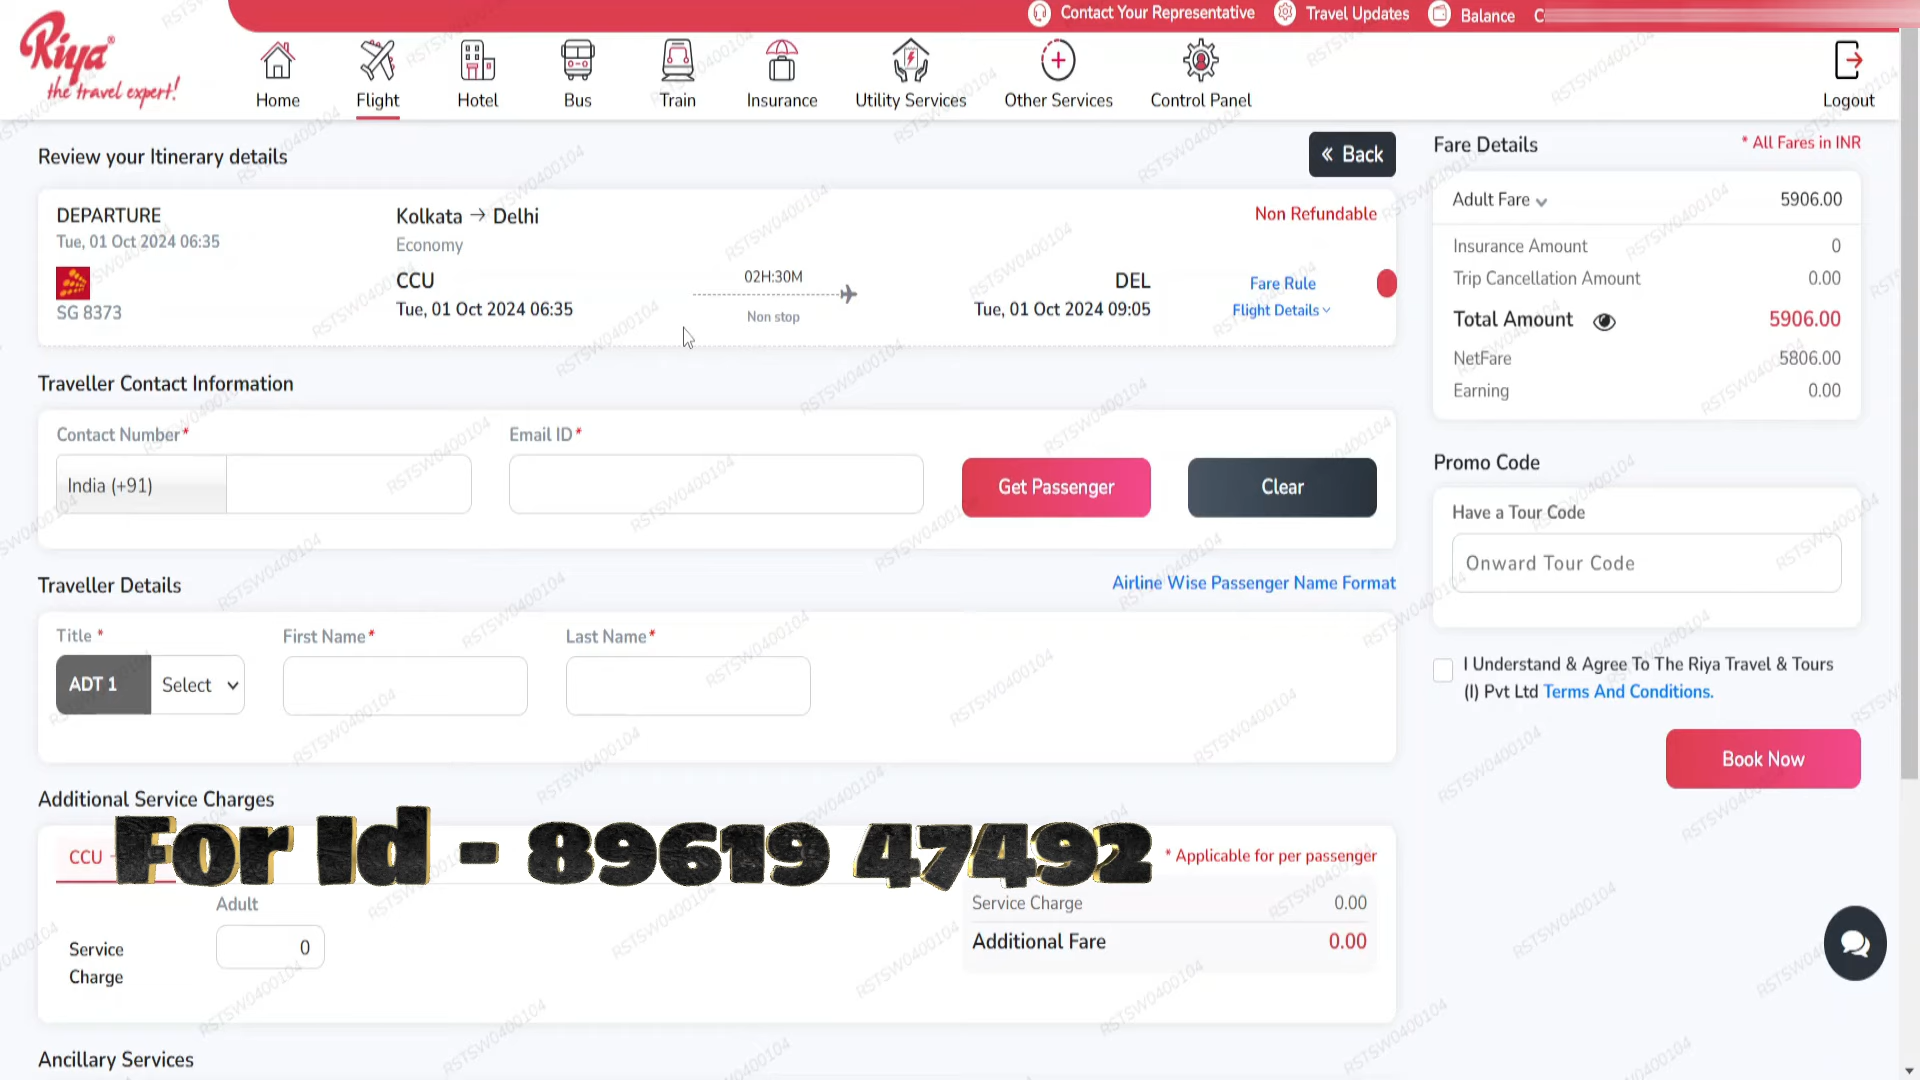 Contact Your Representative
Travel Updates
Balance
Riya
the travel expert!
Home
Flight
Hotel
Bus
Train
Insurance
Utility Services
Other Services
Control Panel
Logout
Review your Itinerary details
« Back
DEPARTURE
Tue, 01 Oct 2024 06:35
SG 8373
Kolkata → Delhi
Economy
Non Refundable
CCU
Tue, 01 Oct 2024 06:35
02H:30M
Non stop
DEL
Tue, 01 Oct 2024 09:05
Fare Rule
Flight Details
Traveller Contact Information
Contact Number*
India (+91)
Email ID*
Get Passenger
Clear
Traveller Details
Airline Wise Passenger Name Format
Title *
First Name*
Last Name*
ADT 1
Select
Additional Service Charges
CCU
For Id - 89619 47492
* Applicable for per passenger
Adult
Service Charge
0
Service Charge 0.00
Additional Fare 0.00
Ancillary Services
Fare Details
* All Fares in INR
Adult Fare 5906.00
Insurance Amount 0
Trip Cancellation Amount 0.00
Total Amount 5906.00
NetFare 5806.00
Earning 0.00
Promo Code
Have a Tour Code
Onward Tour Code
I Understand & Agree To The Riya Travel & Tours
(I) Pvt Ltd Terms And Conditions.
Book Now
RSTSW0400104